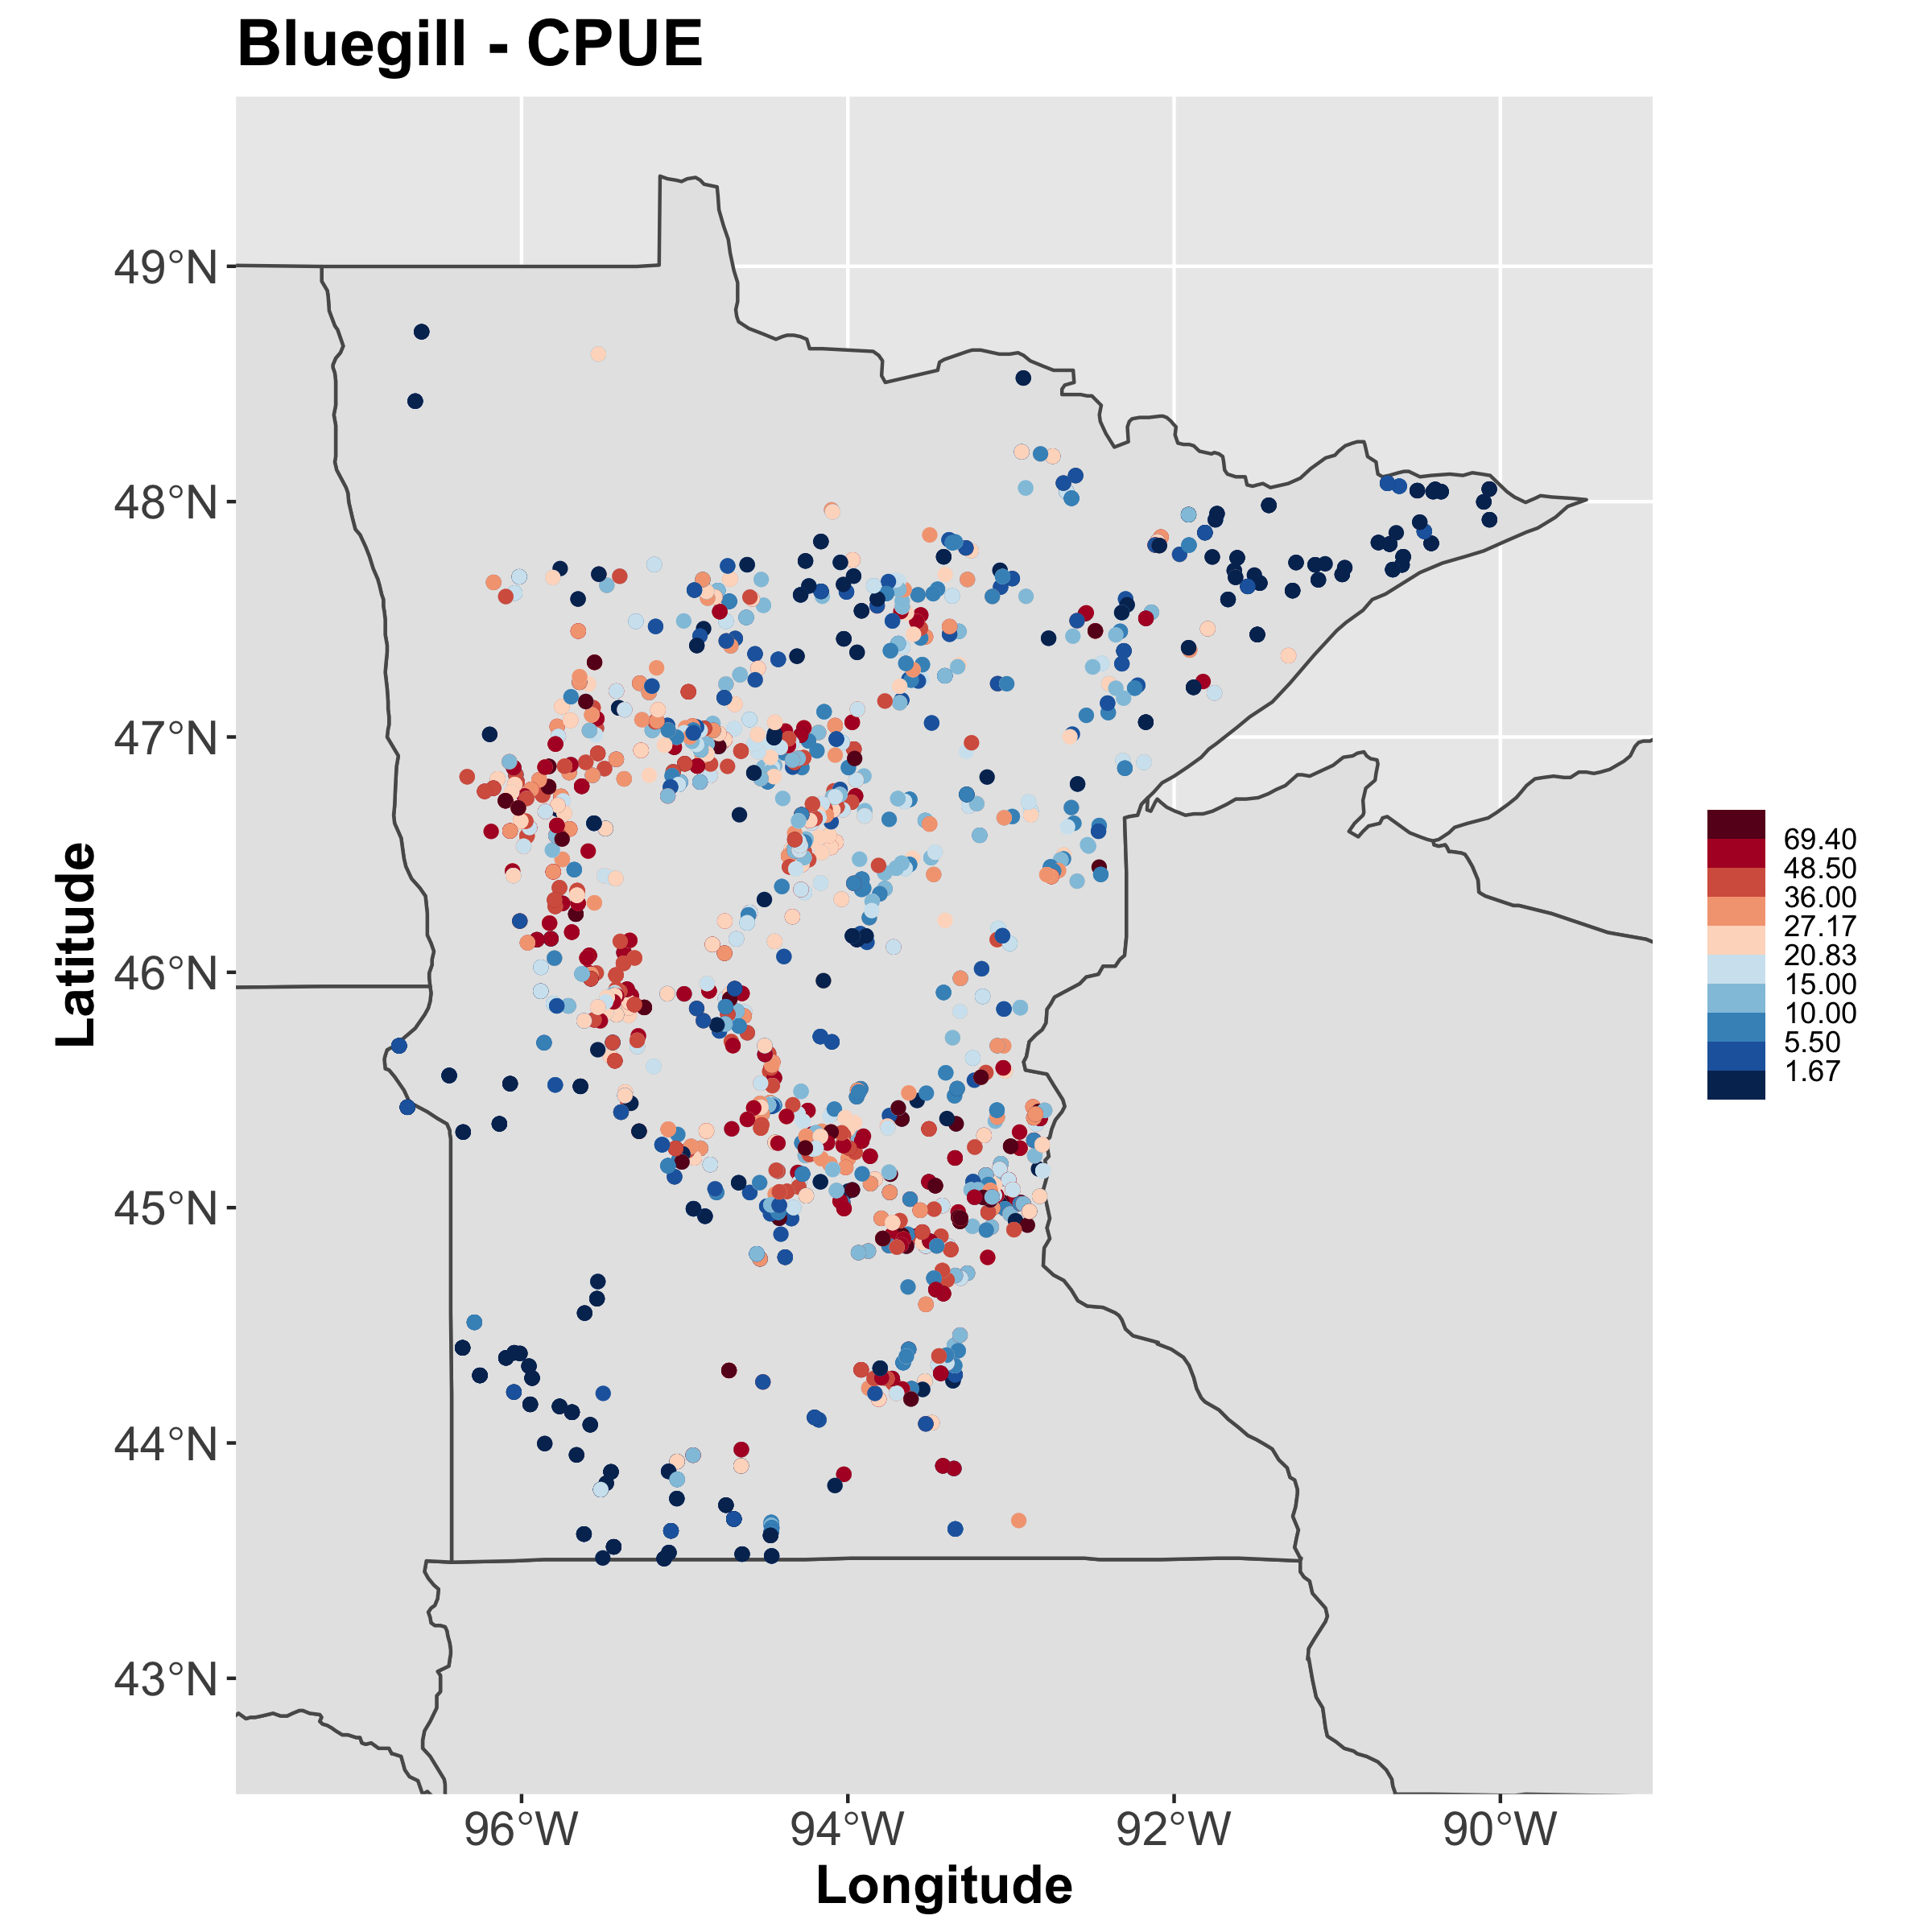 Bluegill - CPUE
49°N
48°N
47°N
46°N
45°N
44°N
43°N
Latitude
96°W
94°W
92°W
90°W
Longitude
69.40
48.50
36.00
27.17
20.83
15.00
10.00
5.50
1.67